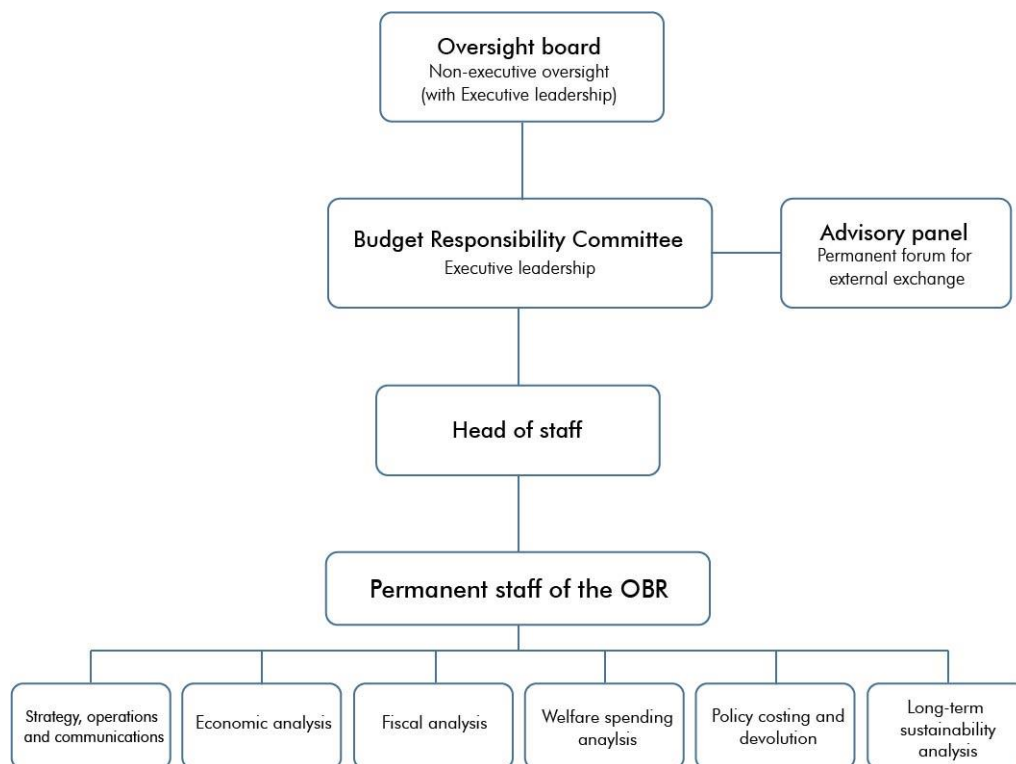 Oversight board
Non-executive oversight
(with Executive leadership)
Budget Responsibility Committee
Executive leadership
Advisory panel
Permanent forum for
external exchange
Head of staff
Permanent staff of the OBR
Strategy, operations
and communications
Economic analysis
Fiscal analysis
Welfare spending
anaylsis
Policy costing and
devolution
Long-term
sustainability
analysis